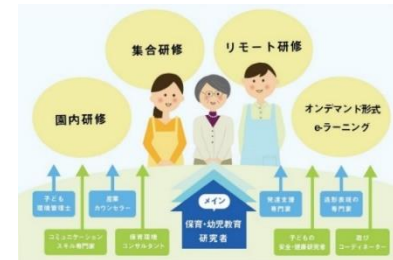 集合研修
リモート研修
園内研修
オンデマンド形式
e-ラーニング
子ども
環境管理士
産業
カウンセラー
メイン
発達支援
専門家
造形表現の
専門家
保育・幼児教育
研究者
コミュニケーション
スキル専門家
保育環境
コンサルタント
子どもの
安全・健康研究者
遊び
コーディネーター